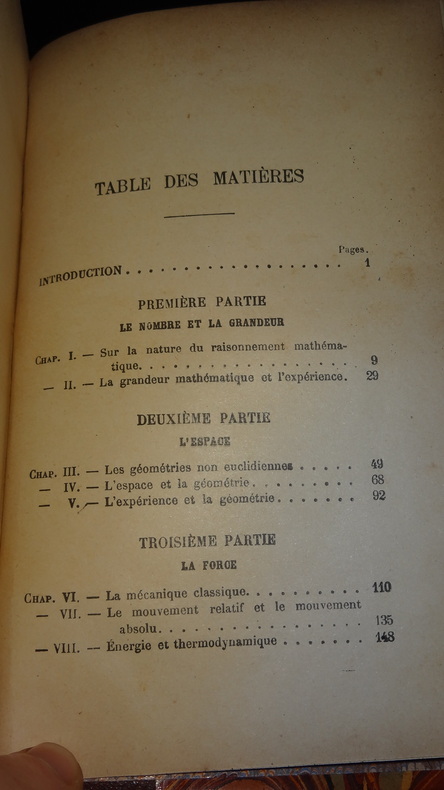 TABLE DES MATIÈRES
Pages.
INTRODUCTION . . . . . . . . . . . . . . . . . . . . 1
PREMIÈRE PARTIE
LE NOMBRE ET LA GRANDEUR
CHAP. I. — Sur la nature du raisonnement mathéma-
tique. . . . . . . . . . . . . . . . . . . 9
— II. — La grandeur mathématique et l'expérience. 29
DEUXIÈME PARTIE
L'ESPACE
CHAP. III. — Les géométries non euclidiennes . . . . . 49
— IV. — L'espace et la géométrie. . . . . . . . . 68
— V. — L'expérience et la géométrie. . . . . . . 92
TROISIÈME PARTIE
LA FORCE
CHAP. VI. — La mécanique classique. . . . . . . . . . 110
— VII. — Le mouvement relatif et le mouvement
absolu. . . . . . . . . . . . . . . . . 135
— VIII. — Énergie et thermodynamique . . . . . . . 148